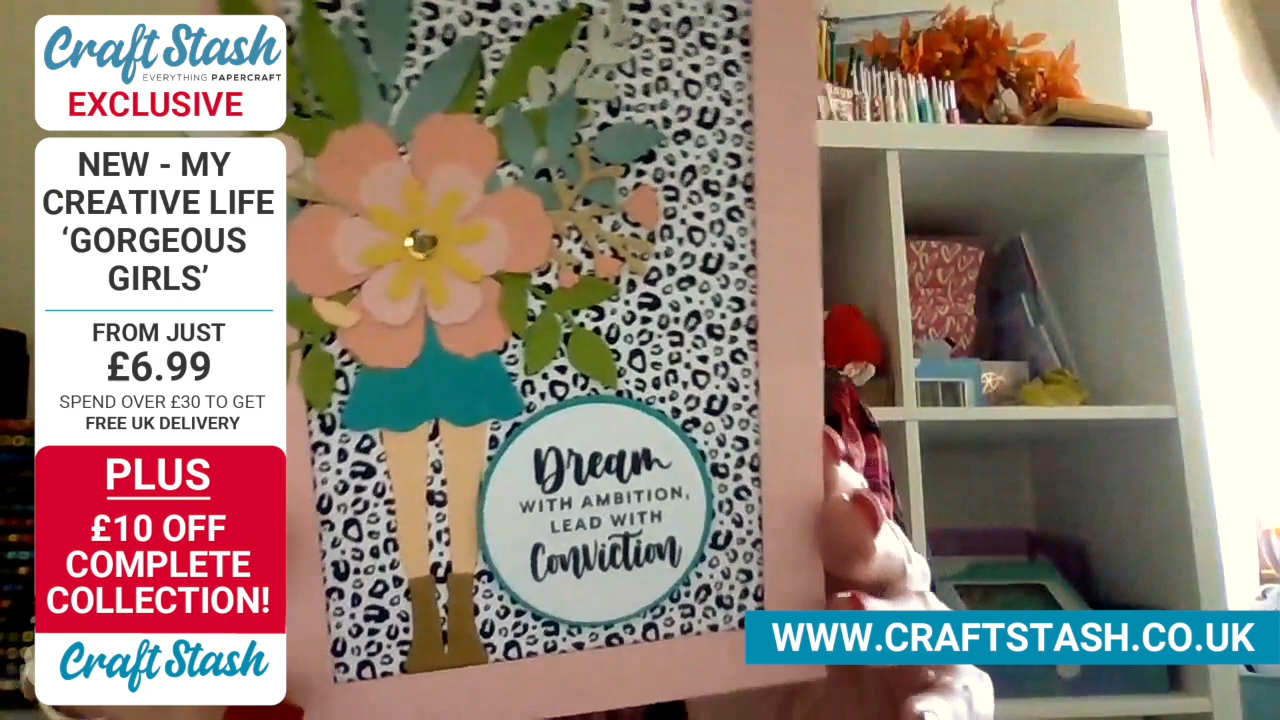 Craft Stash
EVERYTHING PAPERCRAFT
EXCLUSIVE
NEW - MY
CREATIVE LIFE
‘GORGEOUS
GIRLS’
FROM JUST
£6.99
SPEND OVER £30 TO GET
FREE UK DELIVERY
PLUS
£10 OFF
COMPLETE
COLLECTION!
Craft Stash
Dream
WITH AMBITION,
LEAD WITH
Conviction
WWW.CRAFTSTASH.CO.UK